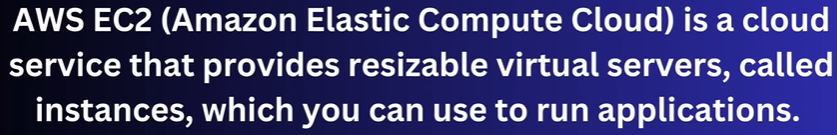 AWS EC2 (Amazon Elastic Compute Cloud) is a cloud
service that provides resizable virtual servers, called
instances, which you can use to run applications.